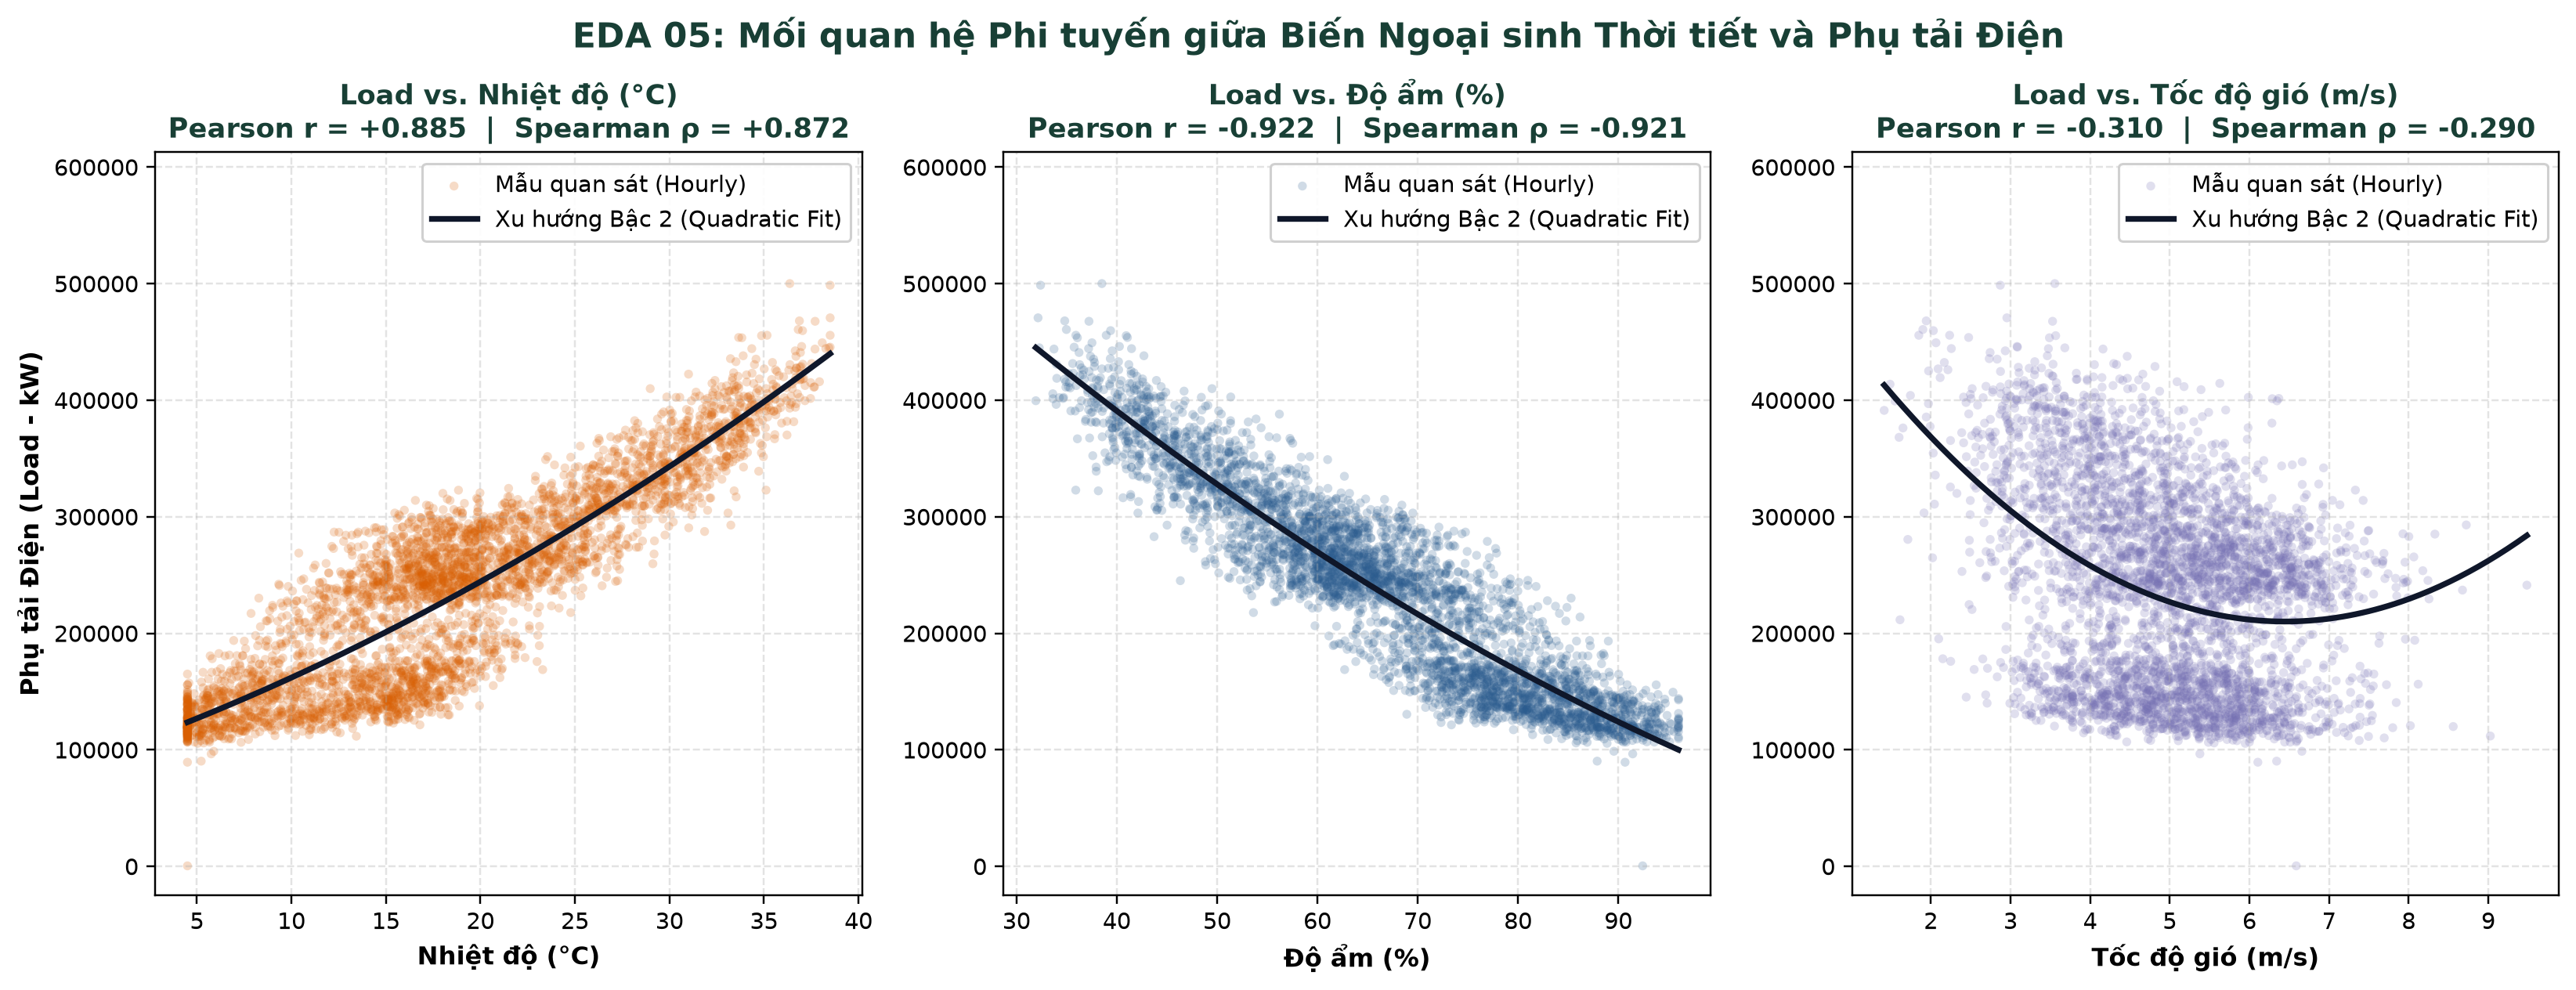 EDA 05: Mối quan hệ Phi tuyến giữa Biến Ngoại sinh Thời tiết và Phụ tải Điện
Load vs. Nhiệt độ (°C)
Pearson r = +0.885 | Spearman ρ = +0.872
Mẫu quan sát (Hourly)
Xu hướng Bậc 2 (Quadratic Fit)
Phụ tải Điện (Load - kW)
600000
500000
400000
300000
200000
100000
0
5 10 15 20 25 30 35 40
Nhiệt độ (°C)
Load vs. Độ ẩm (%)
Pearson r = -0.922 | Spearman ρ = -0.921
Mẫu quan sát (Hourly)
Xu hướng Bậc 2 (Quadratic Fit)
600000
500000
400000
300000
200000
100000
0
30 40 50 60 70 80 90
Độ ẩm (%)
Load vs. Tốc độ gió (m/s)
Pearson r = -0.310 | Spearman ρ = -0.290
Mẫu quan sát (Hourly)
Xu hướng Bậc 2 (Quadratic Fit)
600000
500000
400000
300000
200000
100000
0
2 3 4 5 6 7 8 9
Tốc độ gió (m/s)